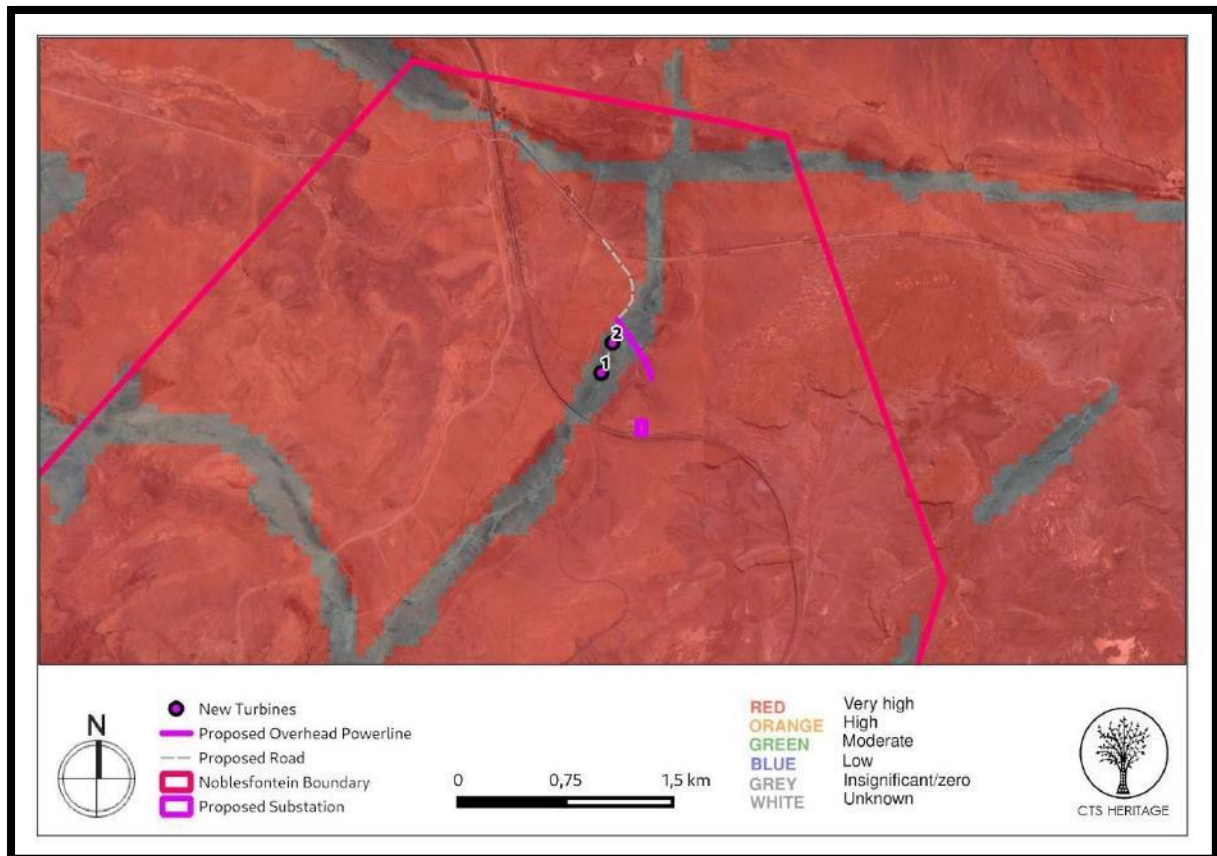 2
1
N
New Turbines
Proposed Overhead Powerline
Proposed Road
Noblesfontein Boundary
Proposed Substation
0 0,75 1,5 km
RED Very high
ORANGE High
GREEN Moderate
BLUE Low
GREY Insignificant/zero
WHITE Unknown
CTS HERITAGE